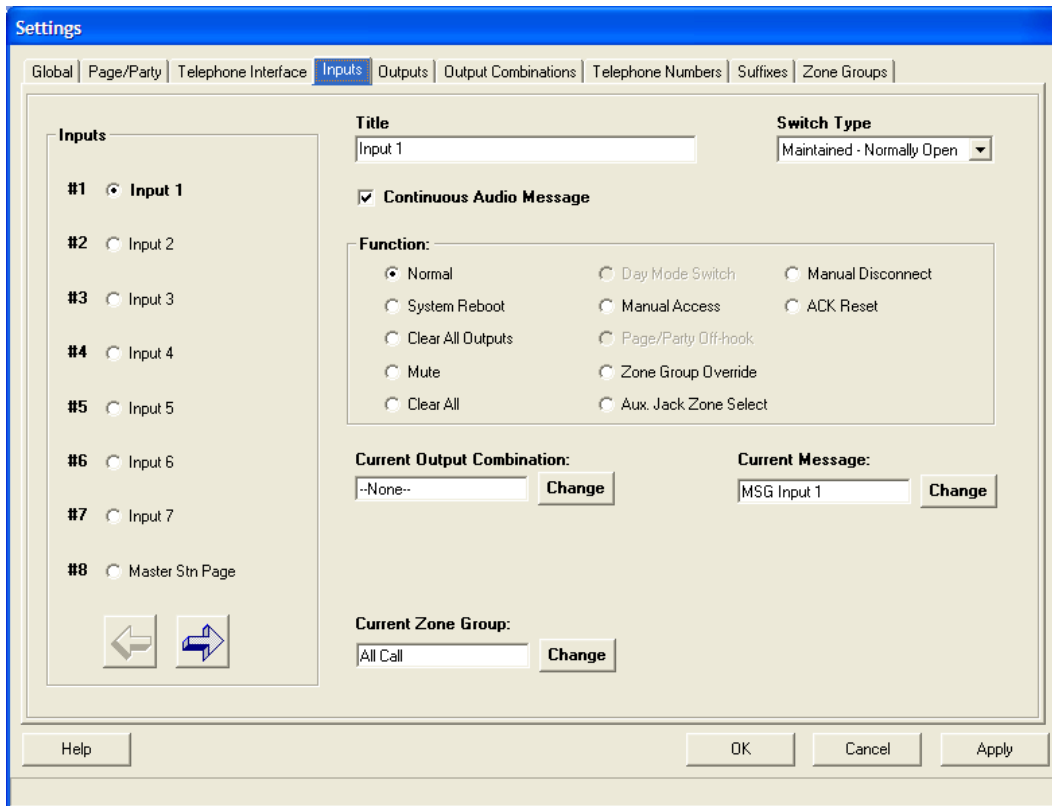 Settings
Global Page/Party Telephone Interface Inputs Outputs Output Combinations Telephone Numbers Suffixes Zone Groups
Inputs
#1 Input 1
#2 Input 2
#3 Input 3
#4 Input 4
#5 Input 5
#6 Input 6
#7 Input 7
#8 Master Stn Page
Title
Input 1
Switch Type
Maintained - Normally Open
Continuous Audio Message
Function:
Normal
System Reboot
Clear All Outputs
Mute
Clear All
Day Mode Switch
Manual Access
Page/Party Off-hook
Zone Group Override
Aux. Jack Zone Select
Manual Disconnect
ACK Reset
Current Output Combination:
--None-- Change
Current Message:
MSG Input 1 Change
Current Zone Group:
All Call Change
Help OK Cancel Apply